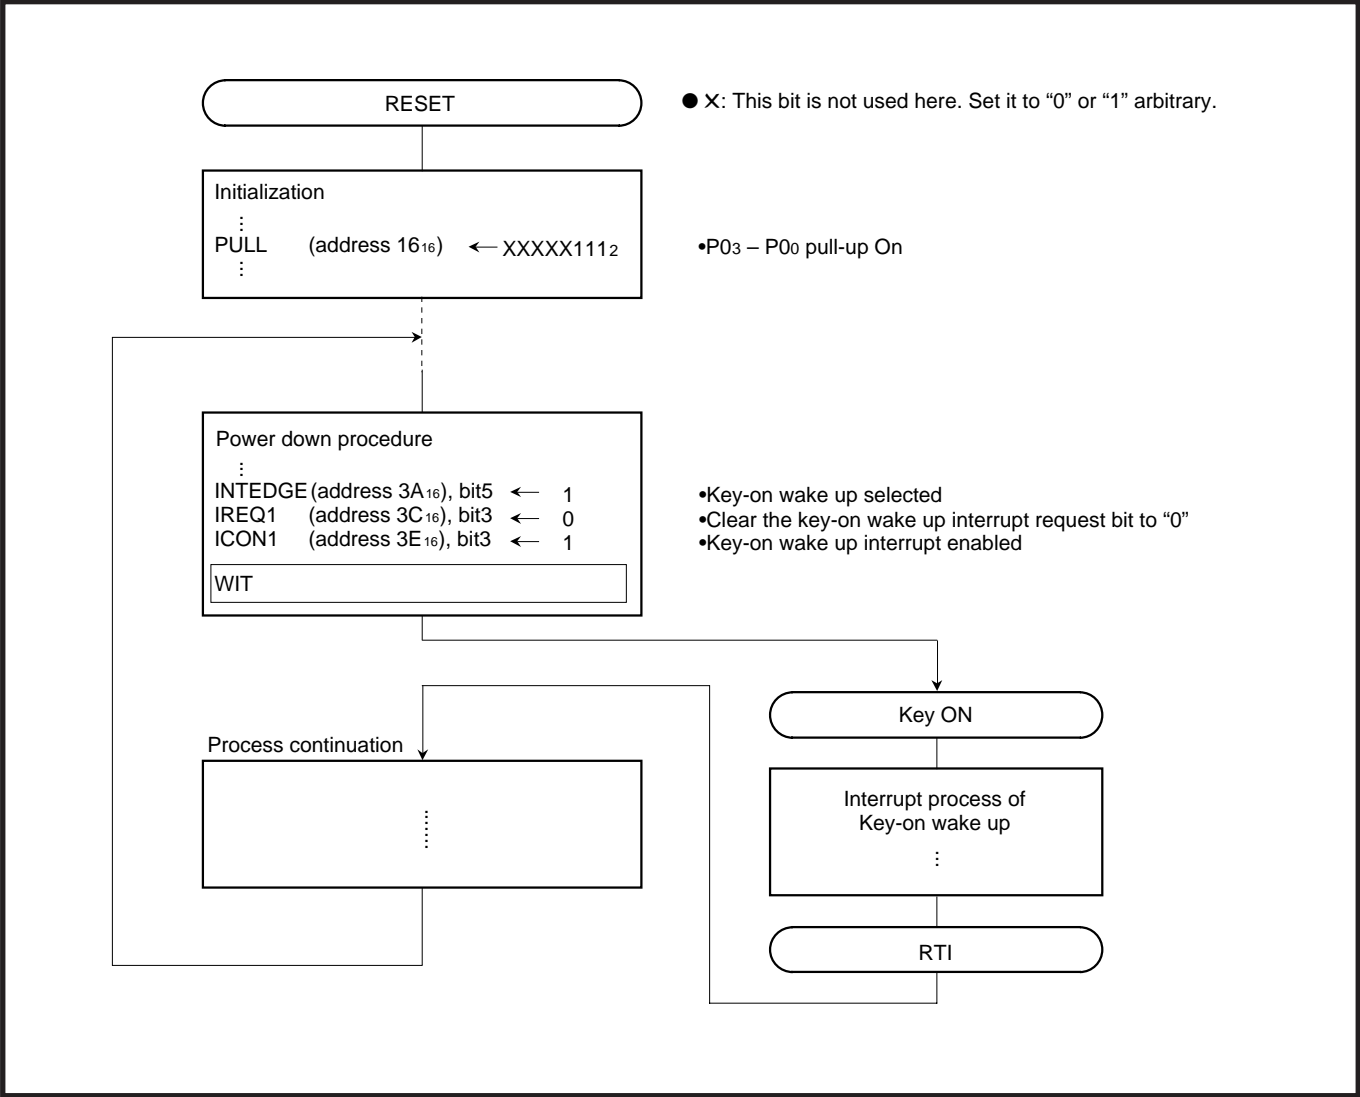 RESET
● X: This bit is not used here. Set it to “0” or “1” arbitrary.
Initialization
⋮
PULL (address 16₁₆) ← XXXXX111₂
•P0₃ – P0₀ pull-up On
⋮
Power down procedure
⋮
INTEDGE (address 3A₁₆), bit5 ← 1
•Key-on wake up selected
IREQ1 (address 3C₁₆), bit3 ← 0
•Clear the key-on wake up interrupt request bit to “0”
ICON1 (address 3E₁₆), bit3 ← 1
•Key-on wake up interrupt enabled
WIT
Key ON
Process continuation
Interrupt process of
Key-on wake up
⋮
RTI